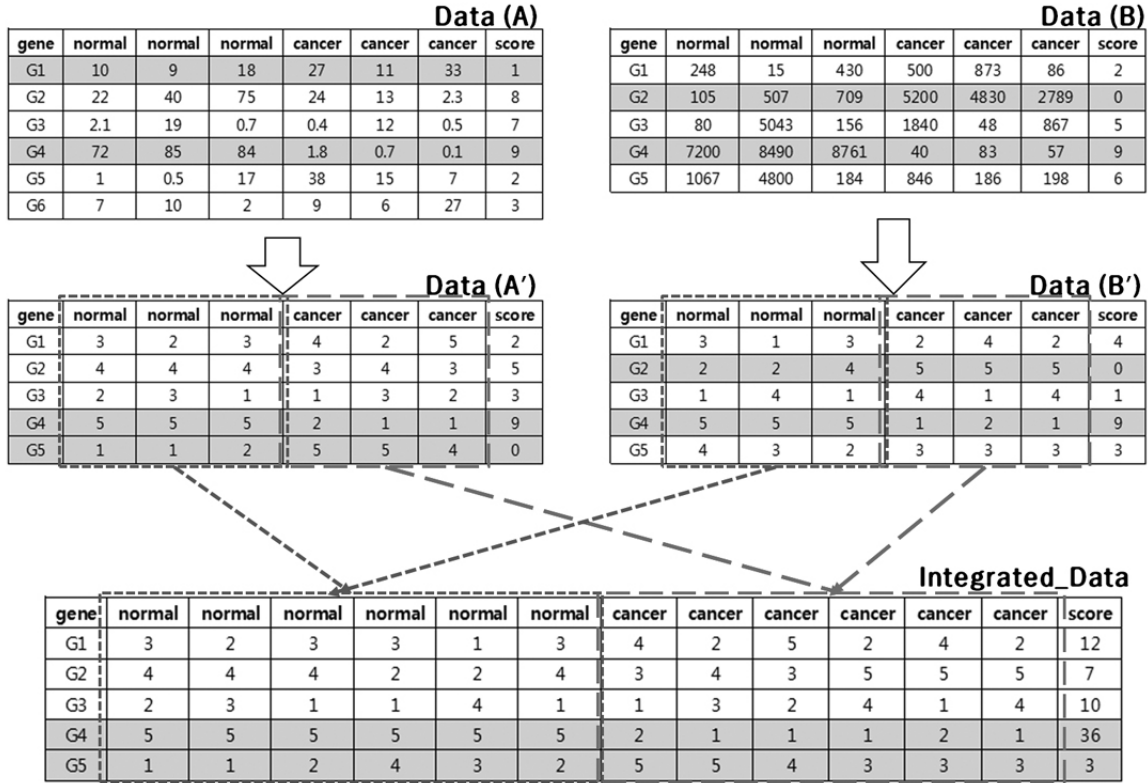 Data (A)
gene normal normal normal cancer cancer cancer score
G1 10 9 18 27 11 33 1
G2 22 40 75 24 13 2.3 8
G3 2.1 19 0.7 0.4 12 0.5 7
G4 72 85 84 1.8 0.7 0.1 9
G5 1 0.5 17 38 15 7 2
G6 7 10 2 9 6 27 3
Data (B)
gene normal normal normal cancer cancer cancer score
G1 248 15 430 500 873 86 2
G2 105 507 709 5200 4830 2789 0
G3 80 5043 156 1840 48 867 5
G4 7200 8490 8761 40 83 57 9
G5 1067 4800 184 846 186 198 6
Data (A′)
gene normal normal normal cancer cancer cancer score
G1 3 2 3 4 2 5 2
G2 4 4 4 3 4 3 5
G3 2 3 1 1 3 2 3
G4 5 5 5 2 1 1 9
G5 1 1 2 5 5 4 0
Data (B′)
gene normal normal normal cancer cancer cancer score
G1 3 1 3 2 4 2 4
G2 2 2 4 5 5 5 0
G3 1 4 1 4 1 4 1
G4 5 5 5 1 2 1 9
G5 4 3 2 3 3 3 3
Integrated_Data
gene normal normal normal normal normal normal cancer cancer cancer cancer cancer cancer score
G1 3 2 3 3 1 3 4 2 5 2 4 2 12
G2 4 4 4 2 2 4 3 4 3 5 5 5 7
G3 2 3 1 1 4 1 1 3 2 4 1 4 10
G4 5 5 5 5 5 5 2 1 1 1 2 1 36
G5 1 1 2 4 3 2 5 5 4 3 3 3 3